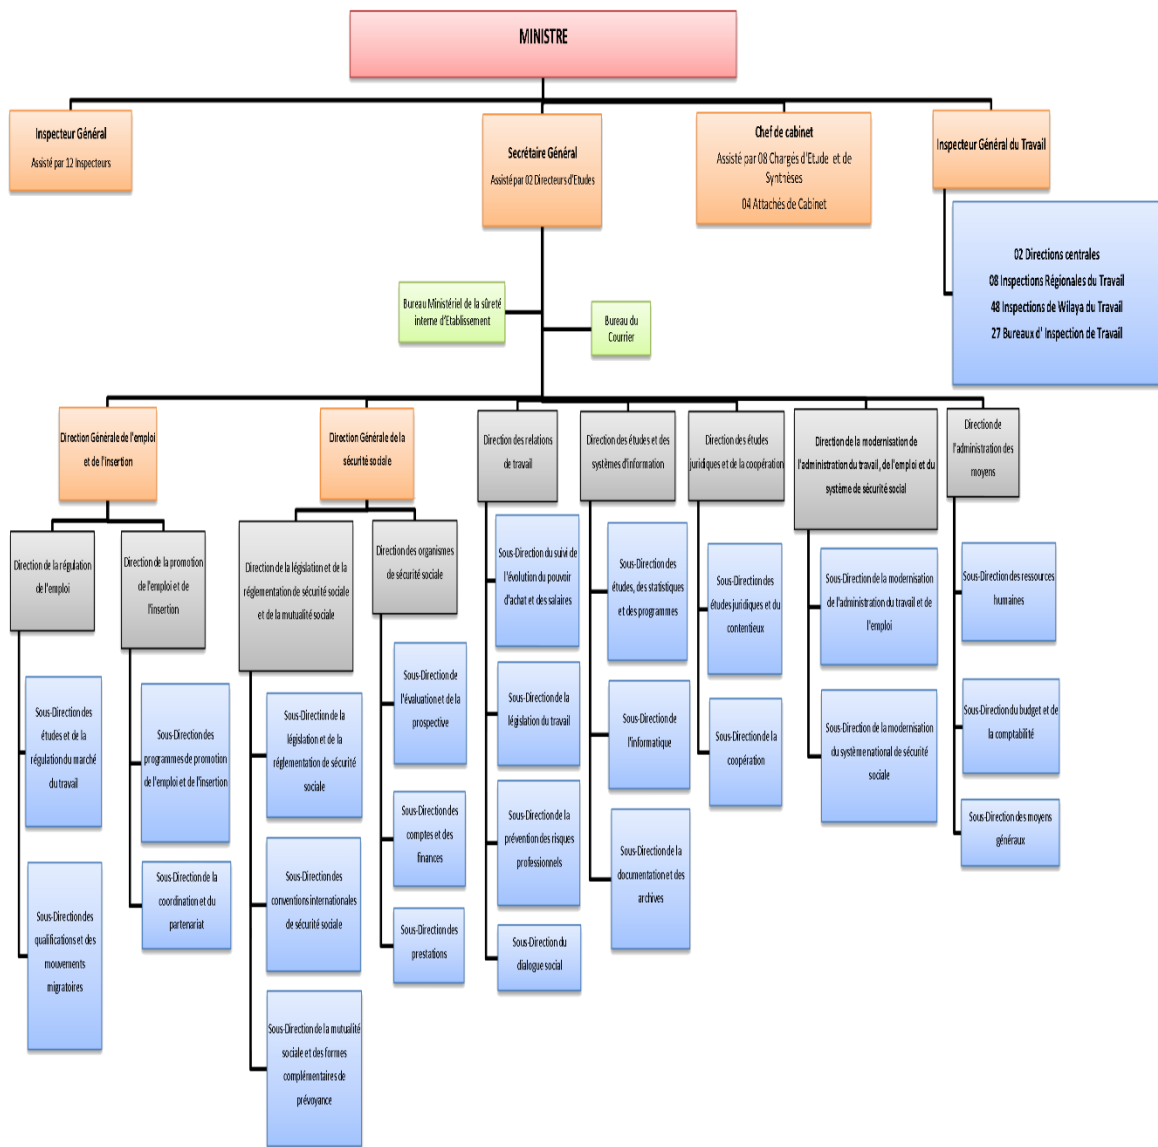 MINISTRE
Inspecteur Général
Assisté par 12 Inspecteurs
Secrétaire Général
Assisté par 02 Directeurs d'Etudes
Chef de cabinet
Assisté par 08 Chargés d'Etude et de
Synthèses
04 Attachés de Cabinet
Inspecteur Général du Travail
02 Directions centrales
08 Inspections Régionales du Travail
48 Inspections de Wilaya du Travail
27 Bureaux d' Inspection de Travail
Bureau Ministériel de la sûreté
interne d'Etablissement
Bureau du
Courrier
Direction Générale de l'emploi
et de l'insertion
Direction Générale de la
sécurité sociale
Direction des relations
de travail
Direction des études et des
systèmes d'information
Direction des études
juridiques et de la coopération
Direction de la modernisation de
l'administration du travail, de l'emploi et du
système de sécurité social
Direction de
l'administration des
moyens
Direction de la régulation
de l'emploi
Direction de la promotion
de l'emploi et de
l'insertion
Direction de la législation et de la
réglementation de sécurité sociale
et de la mutualité sociale
Direction des organismes
de sécurité sociale
Sous-Direction des
études et de la
régulation du marché
du travail
Sous-Direction des
qualifications et des
mouvements
migratoires
Sous-Direction des
programmes de promotion
de l'emploi et de l'insertion
Sous-Direction de la
coordination et du
partenariat
Sous-Direction de la
législation et de la
réglementation de sécurité
sociale
Sous-Direction des
conventions internationales
de sécurité sociale
Sous-Direction de la mutualité
sociale et des formes
complémentaires de
prévoyance
Sous-Direction de
l'évaluation et de la
prospective
Sous-Direction des
comptes et des
finances
Sous-Direction des
prestations
Sous-Direction du suivi de
l'évolution du pouvoir
d'achat et des salaires
Sous-Direction de la
législation du travail
Sous-Direction de la
prévention des risques
professionnels
Sous-Direction du
dialogue social
Sous-Direction des
études, des statistiques
et des programmes
Sous-Direction de
l'informatique
Sous-Direction de la
documentation et des
archives
Sous-Direction des
études juridiques et du
contentieux
Sous-Direction de la
coopération
Sous-Direction de la modernisation
de l'administration du travail et de
l'emploi
Sous-Direction de la modernisation
du système national de sécurité
sociale
Sous-Direction des ressources
humaines
Sous-Direction du budget et de
la comptabilité
Sous-Direction des moyens
généraux